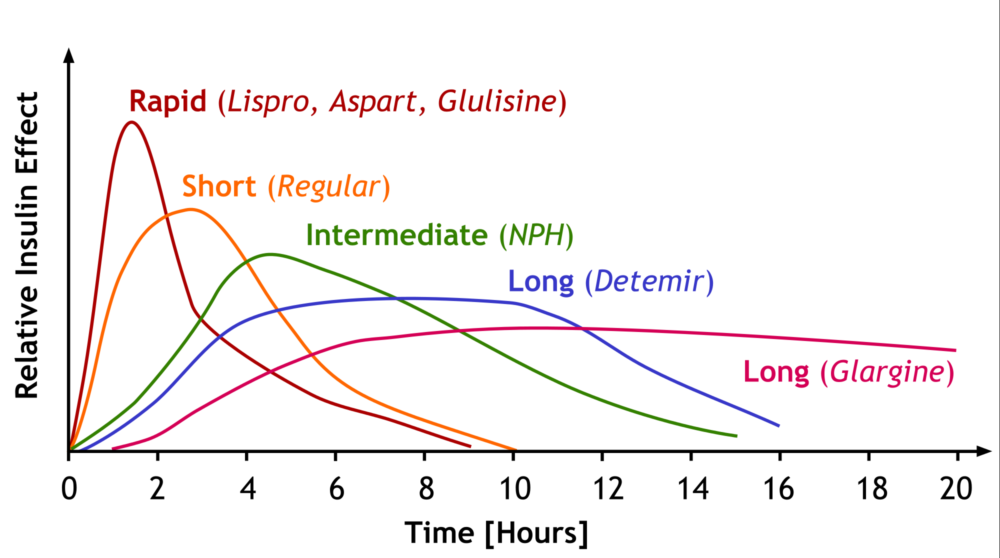 Relative Insulin Effect
Rapid (Lispro, Aspart, Glulisine)
Short (Regular)
Intermediate (NPH)
Long (Detemir)
Long (Glargine)
0 2 4 6 8 10 12 14 16 18 20
Time [Hours]